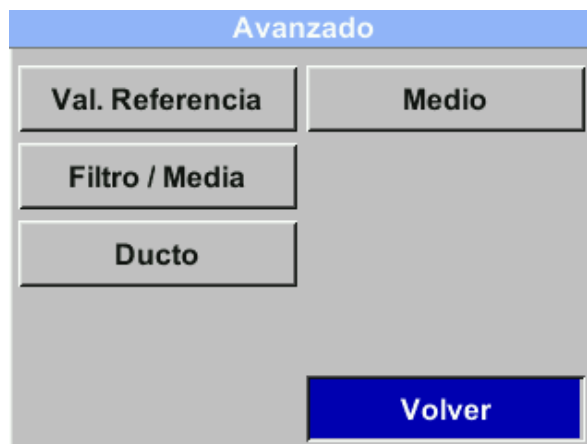 Avanzado
Val. Referencia
Medio
Filtro / Media
Ducto
Volver